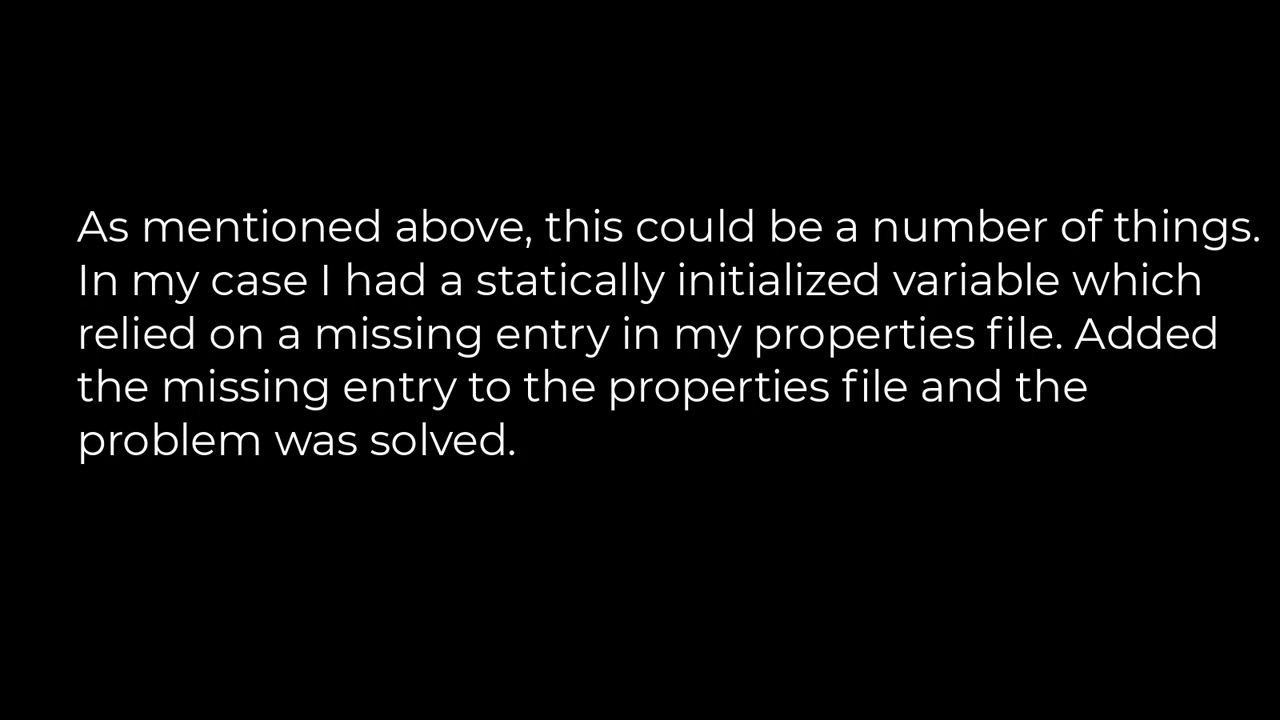 As mentioned above, this could be a number of things.
In my case I had a statically initialized variable which
relied on a missing entry in my properties file. Added
the missing entry to the properties file and the
problem was solved.